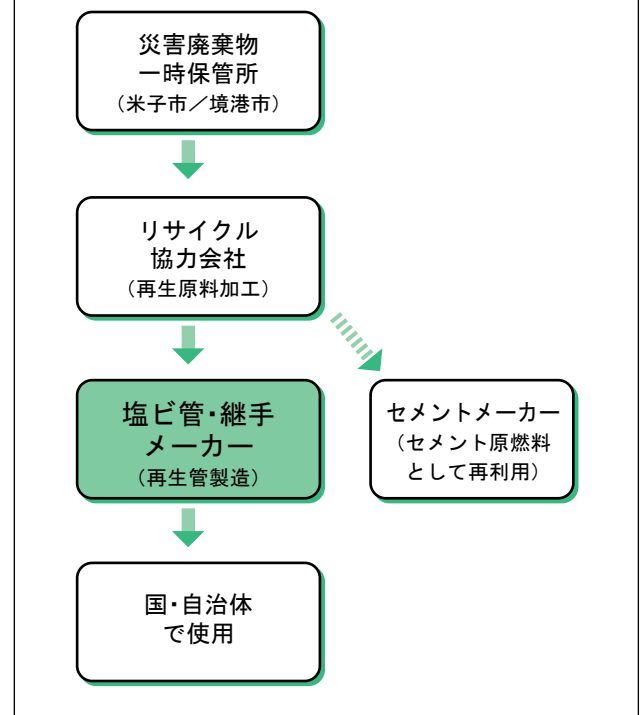 災害廃棄物
一時保管所
（米子市／境港市）
リサイクル
協力会社
（再生原料加工）
塩ビ管・継手
メーカー
（再生管製造）
セメントメーカー
（セメント原燃料
として再利用）
国・自治体
で使用